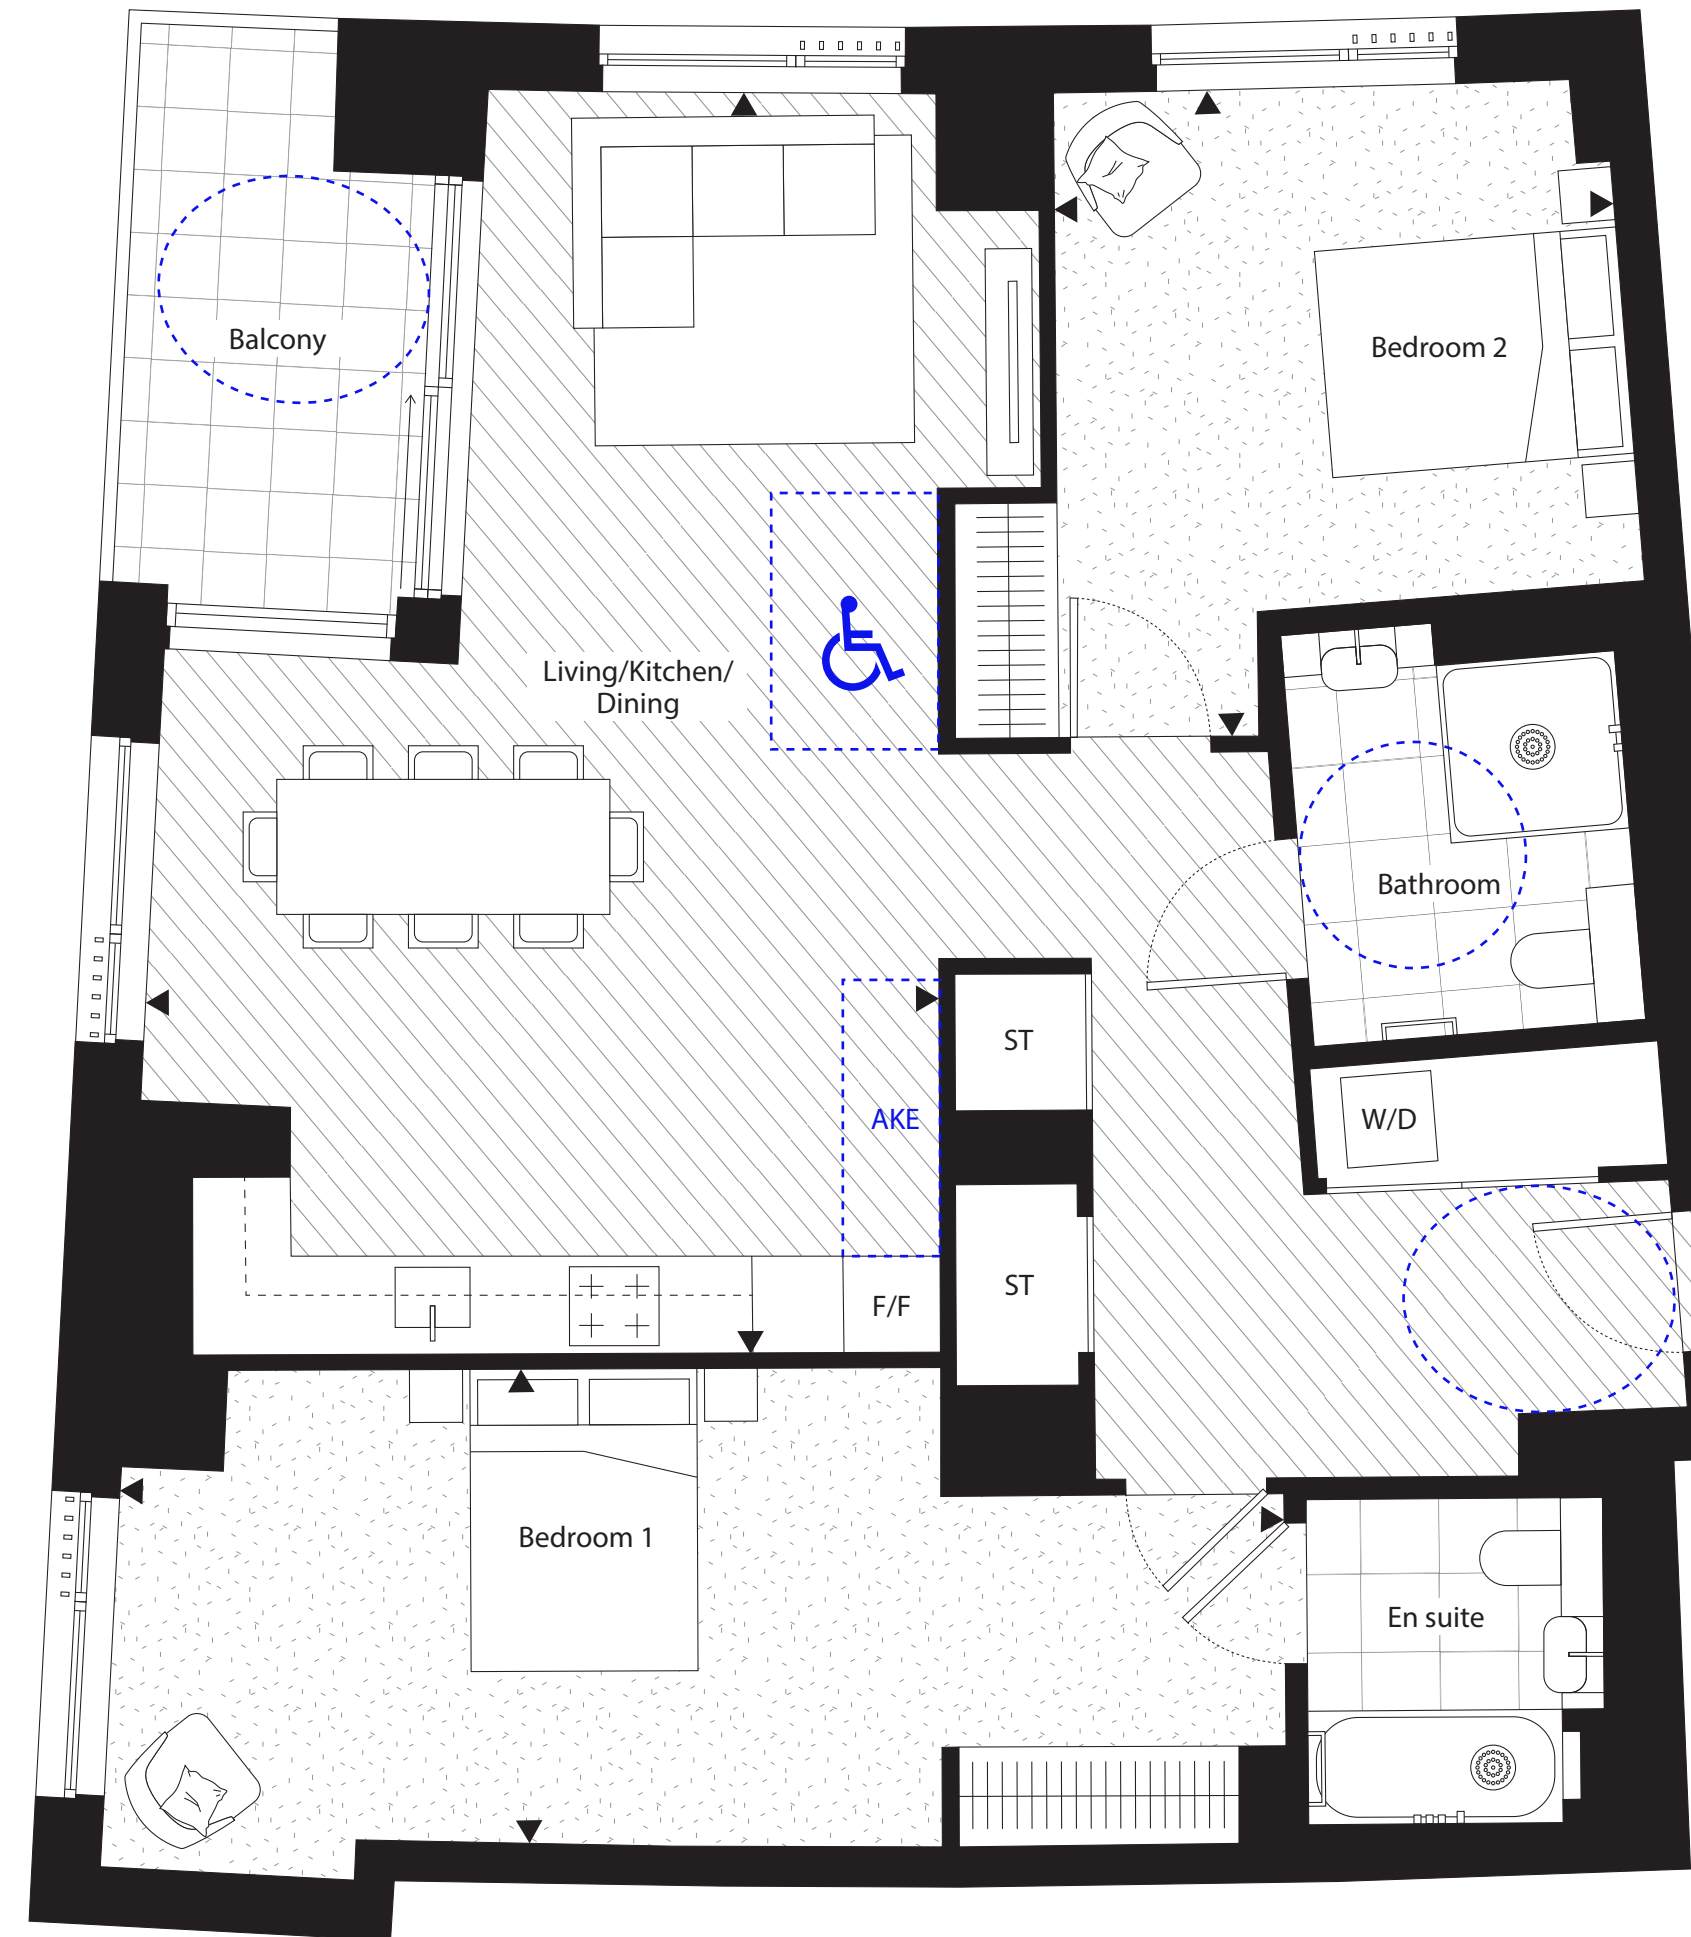 Balcony
Bedroom 2
Living/Kitchen/
Dining
Bathroom
ST
AKE
W/D
ST
F/F
Bedroom 1
En suite